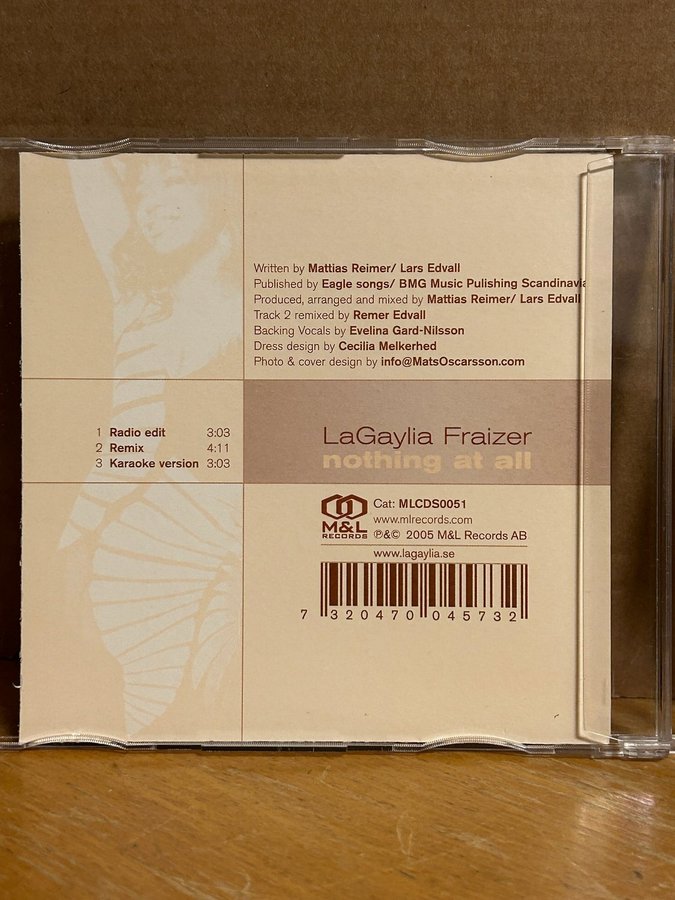 Written by Mattias Reimer/ Lars Edvall
Published by Eagle songs/ BMG Music Pulishing Scandinavia
Produced, arranged and mixed by Mattias Reimer/ Lars Edvall
Track 2 remixed by Remer Edvall
Backing Vocals by Evelina Gard-Nilsson
Dress design by Cecilia Melkerhed
Photo & cover design by info@MatsOscarsson.com
1 Radio edit 3:03
2 Remix 4:11
3 Karaoke version 3:03
LaGaylia Fraizer
nothing at all
M&L
RECORDS
Cat: MLCDS0051
www.mlrecords.com
℗&© 2005 M&L Records AB
www.lagaylia.se
7 320470 045732